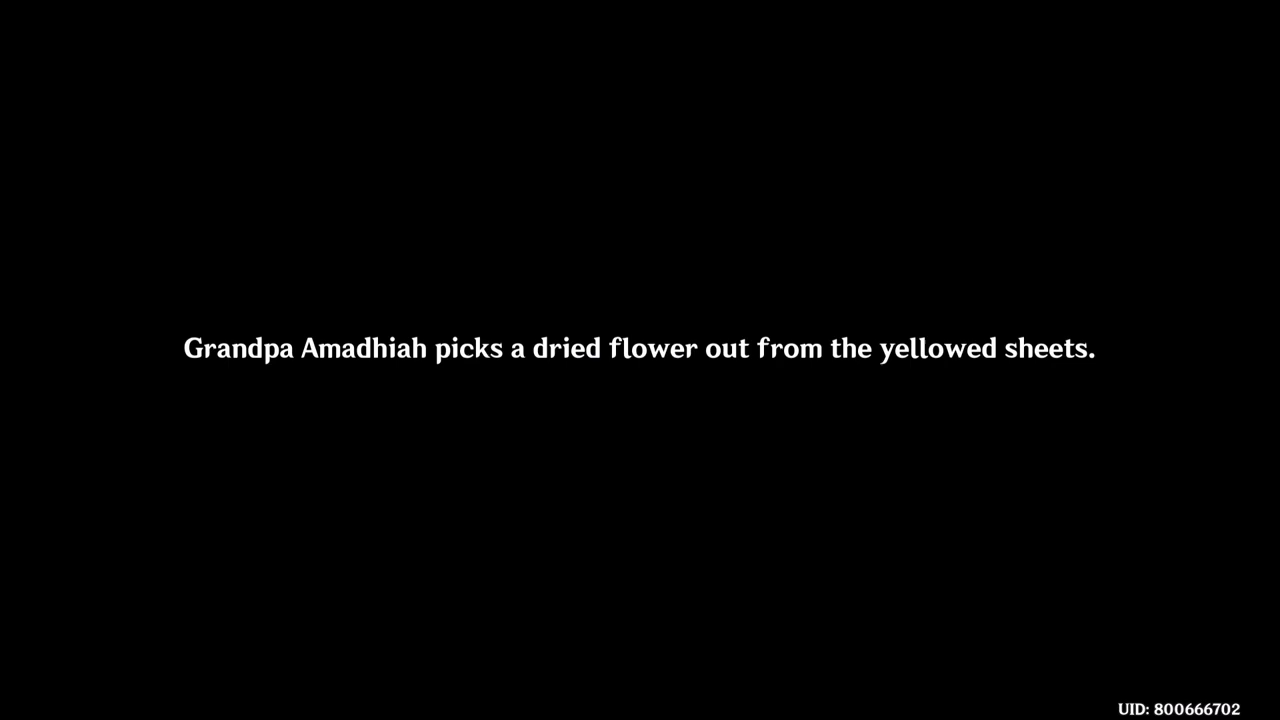 Grandpa Amadhiah picks a dried flower out from the yellowed sheets.
UID: 800666702